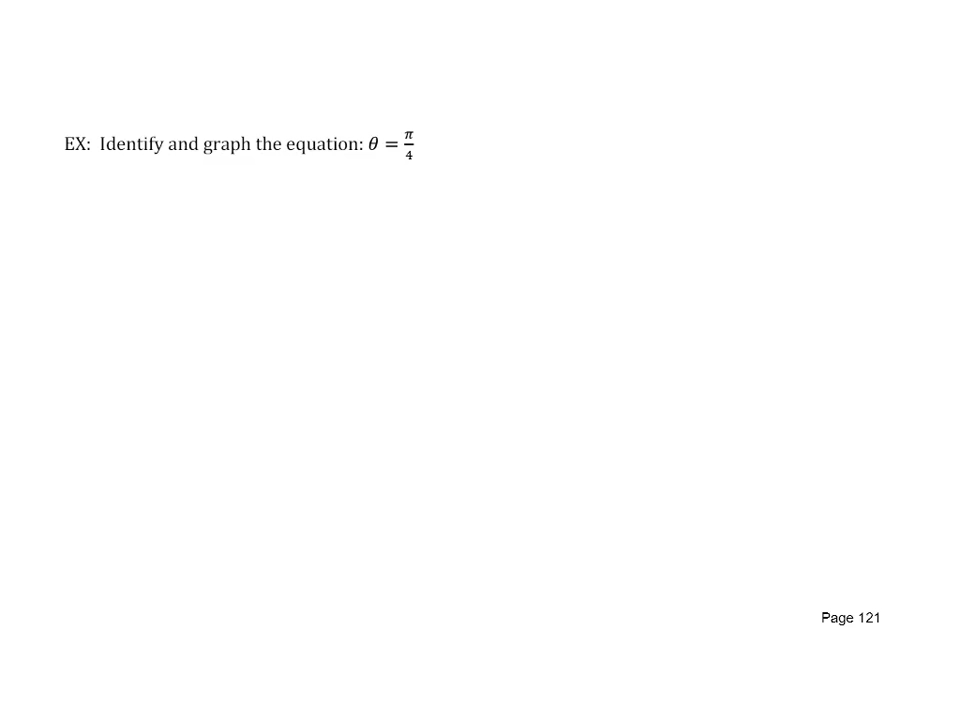 EX:  Identify and graph the equation: θ = π/4
Page 121